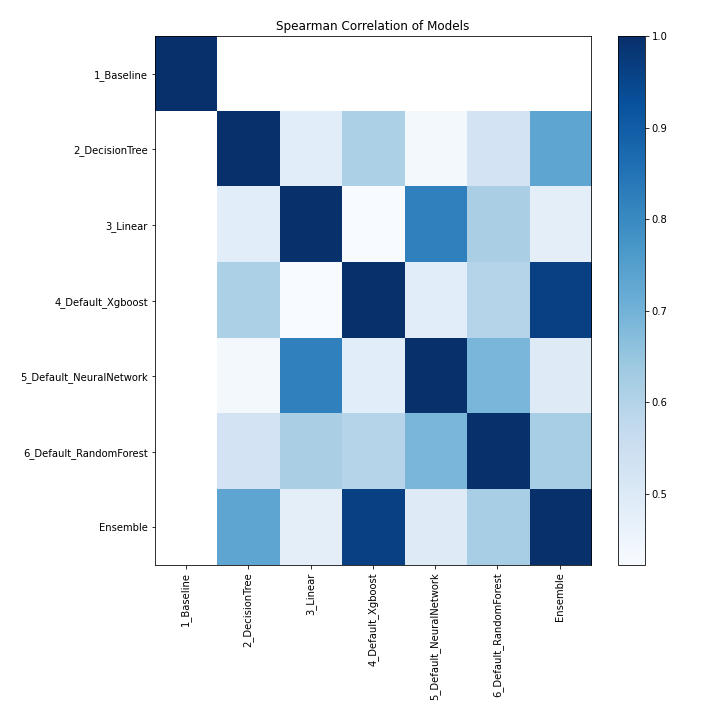 Spearman Correlation of Models
1_Baseline
2_DecisionTree
3_Linear
4_Default_Xgboost
5_Default_NeuralNetwork
6_Default_RandomForest
Ensemble
1_Baseline
2_DecisionTree
3_Linear
4_Default_Xgboost
5_Default_NeuralNetwork
6_Default_RandomForest
Ensemble
1.0
0.9
0.8
0.7
0.6
0.5